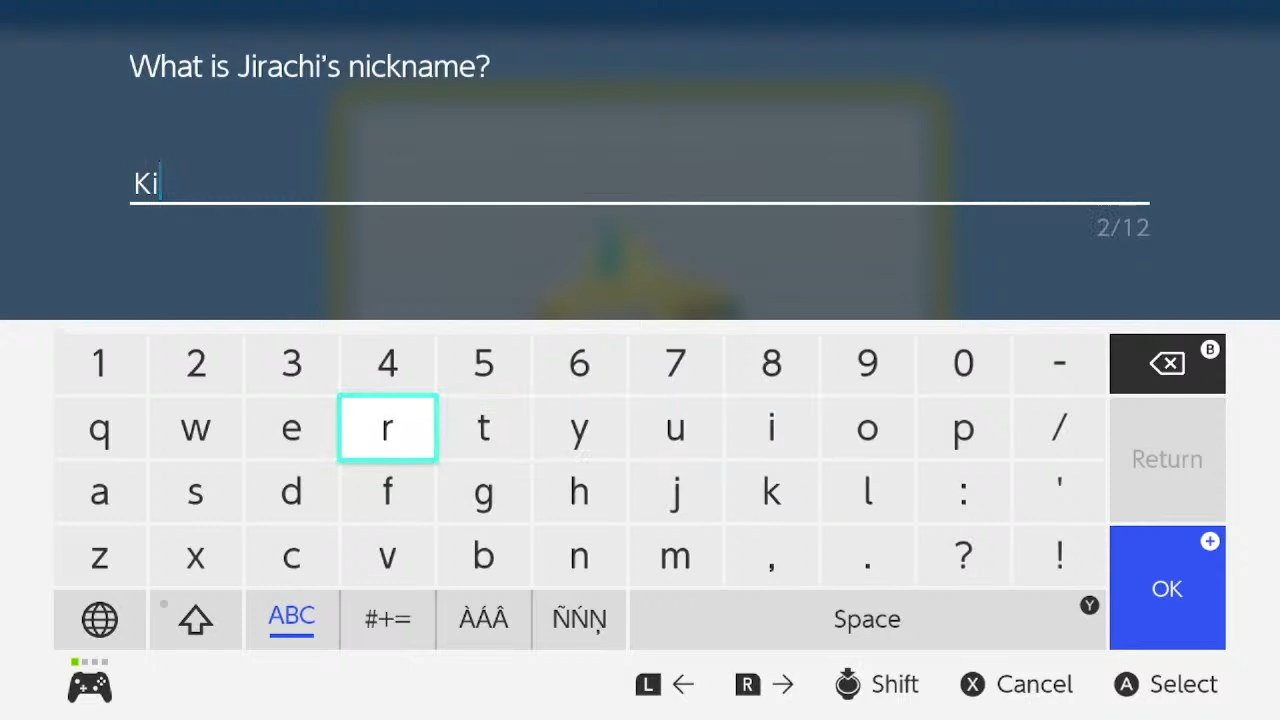 What is Jirachi's nickname?
Ki
2/12
1 2 3 4 5 6 7 8 9 0 - B
q w e r t y u i o p / Return
a s d f g h j k l : '
z x c v b n m , . ? ! + OK
ABC #+= ÀÁÂ ÑŃŅ Space Y
L ← R → Shift X Cancel A Select